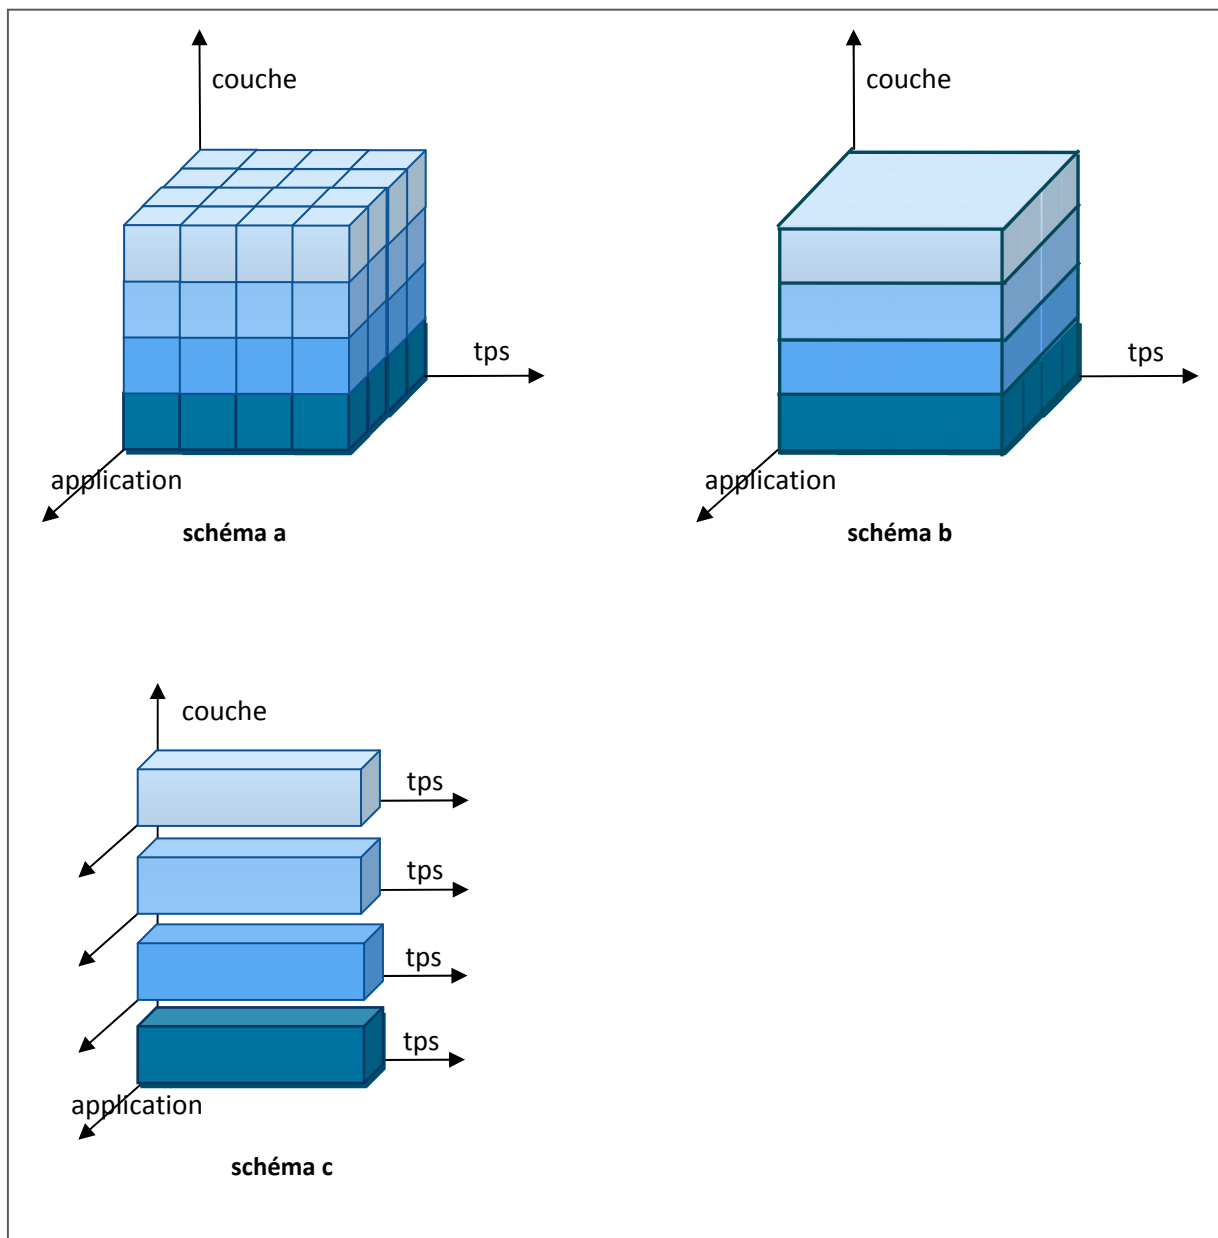 couche
tps
application
schéma a
couche
tps
application
schéma b
couche
tps
tps
tps
tps
application
schéma c